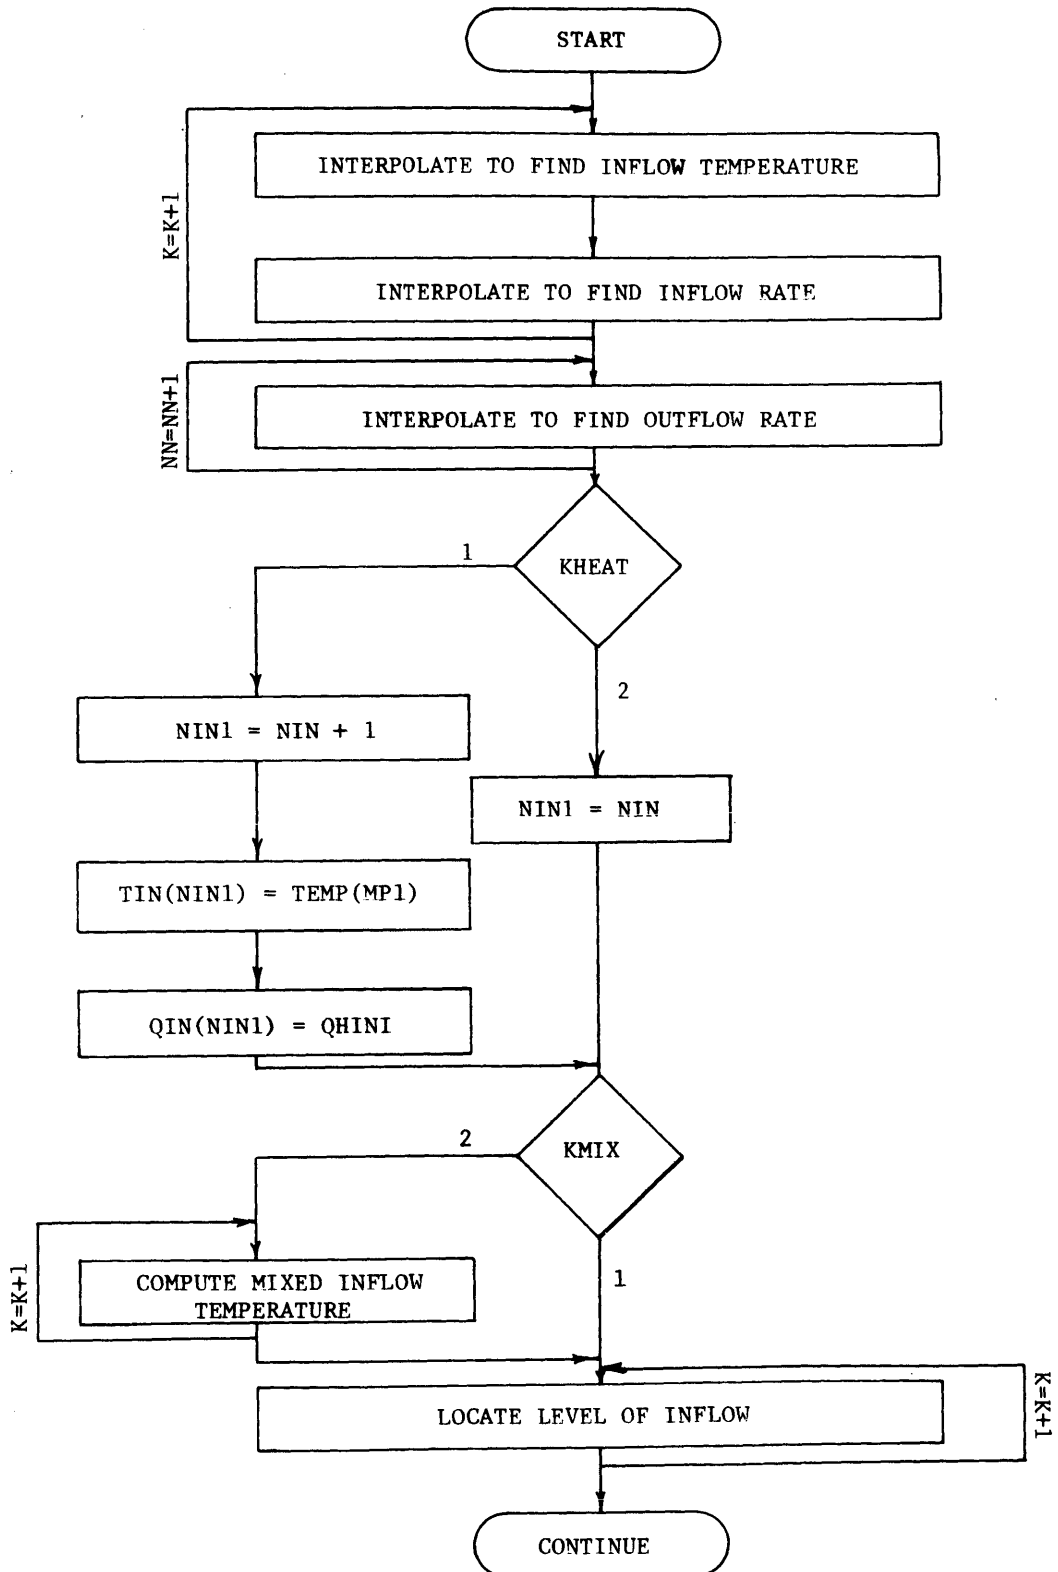 START
INTERPOLATE TO FIND INFLOW TEMPERATURE
K=K+1
INTERPOLATE TO FIND INFLOW RATE
NN=NN+1
INTERPOLATE TO FIND OUTFLOW RATE
1
KHEAT
2
NIN1 = NIN + 1
NIN1 = NIN
TIN(NIN1) = TEMP(MP1)
QIN(NIN1) = QHINI
2
KMIX
1
K=K+1
COMPUTE MIXED INFLOW
TEMPERATURE
K=K+1
LOCATE LEVEL OF INFLOW
CONTINUE